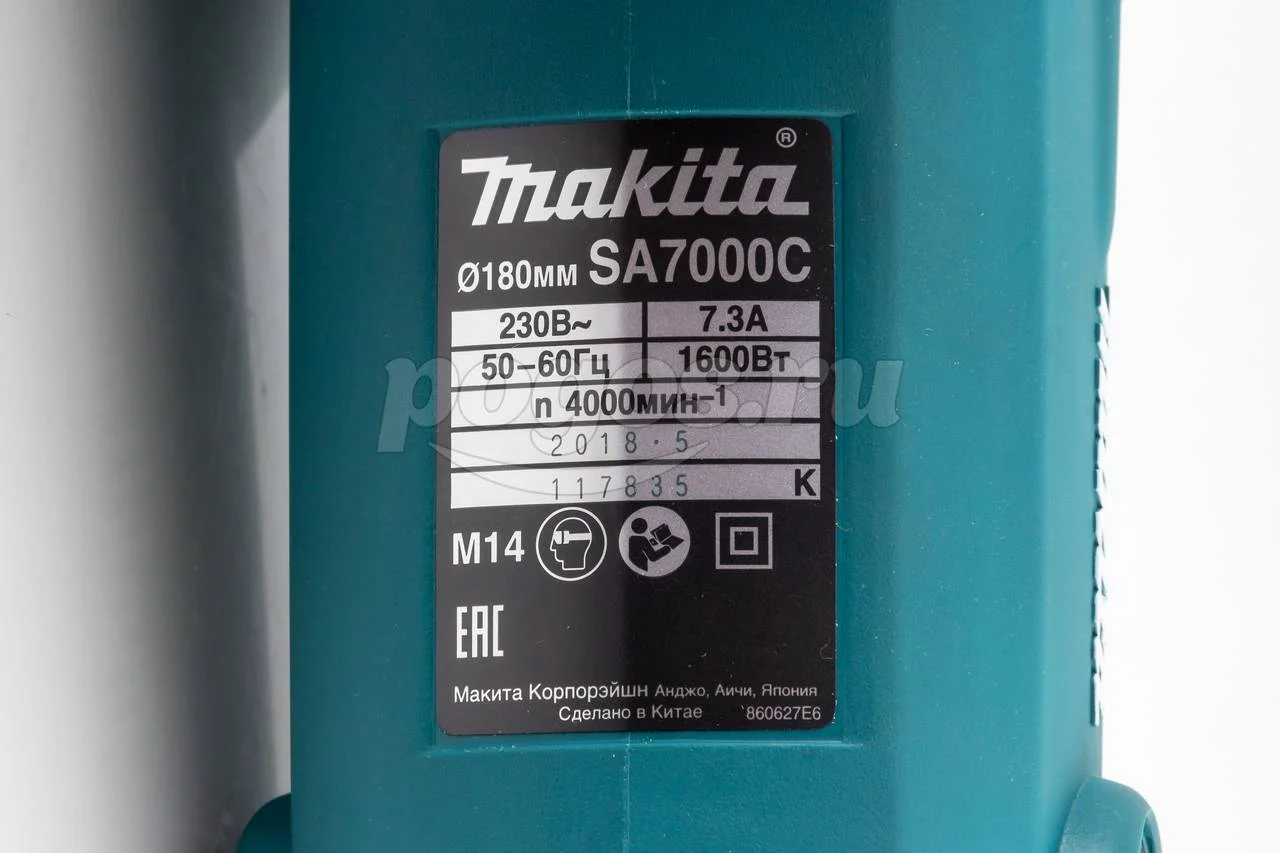 makita®
Ø180мм SA7000C
230В~ 7.3А
50–60Гц 1600Вт
n 4000мин⁻¹
2018.5
117835 K
M14
EAC
Макита Корпорэйшн Анджо, Аичи, Япония
Сделано в Китае 860627E6
pogos.ru